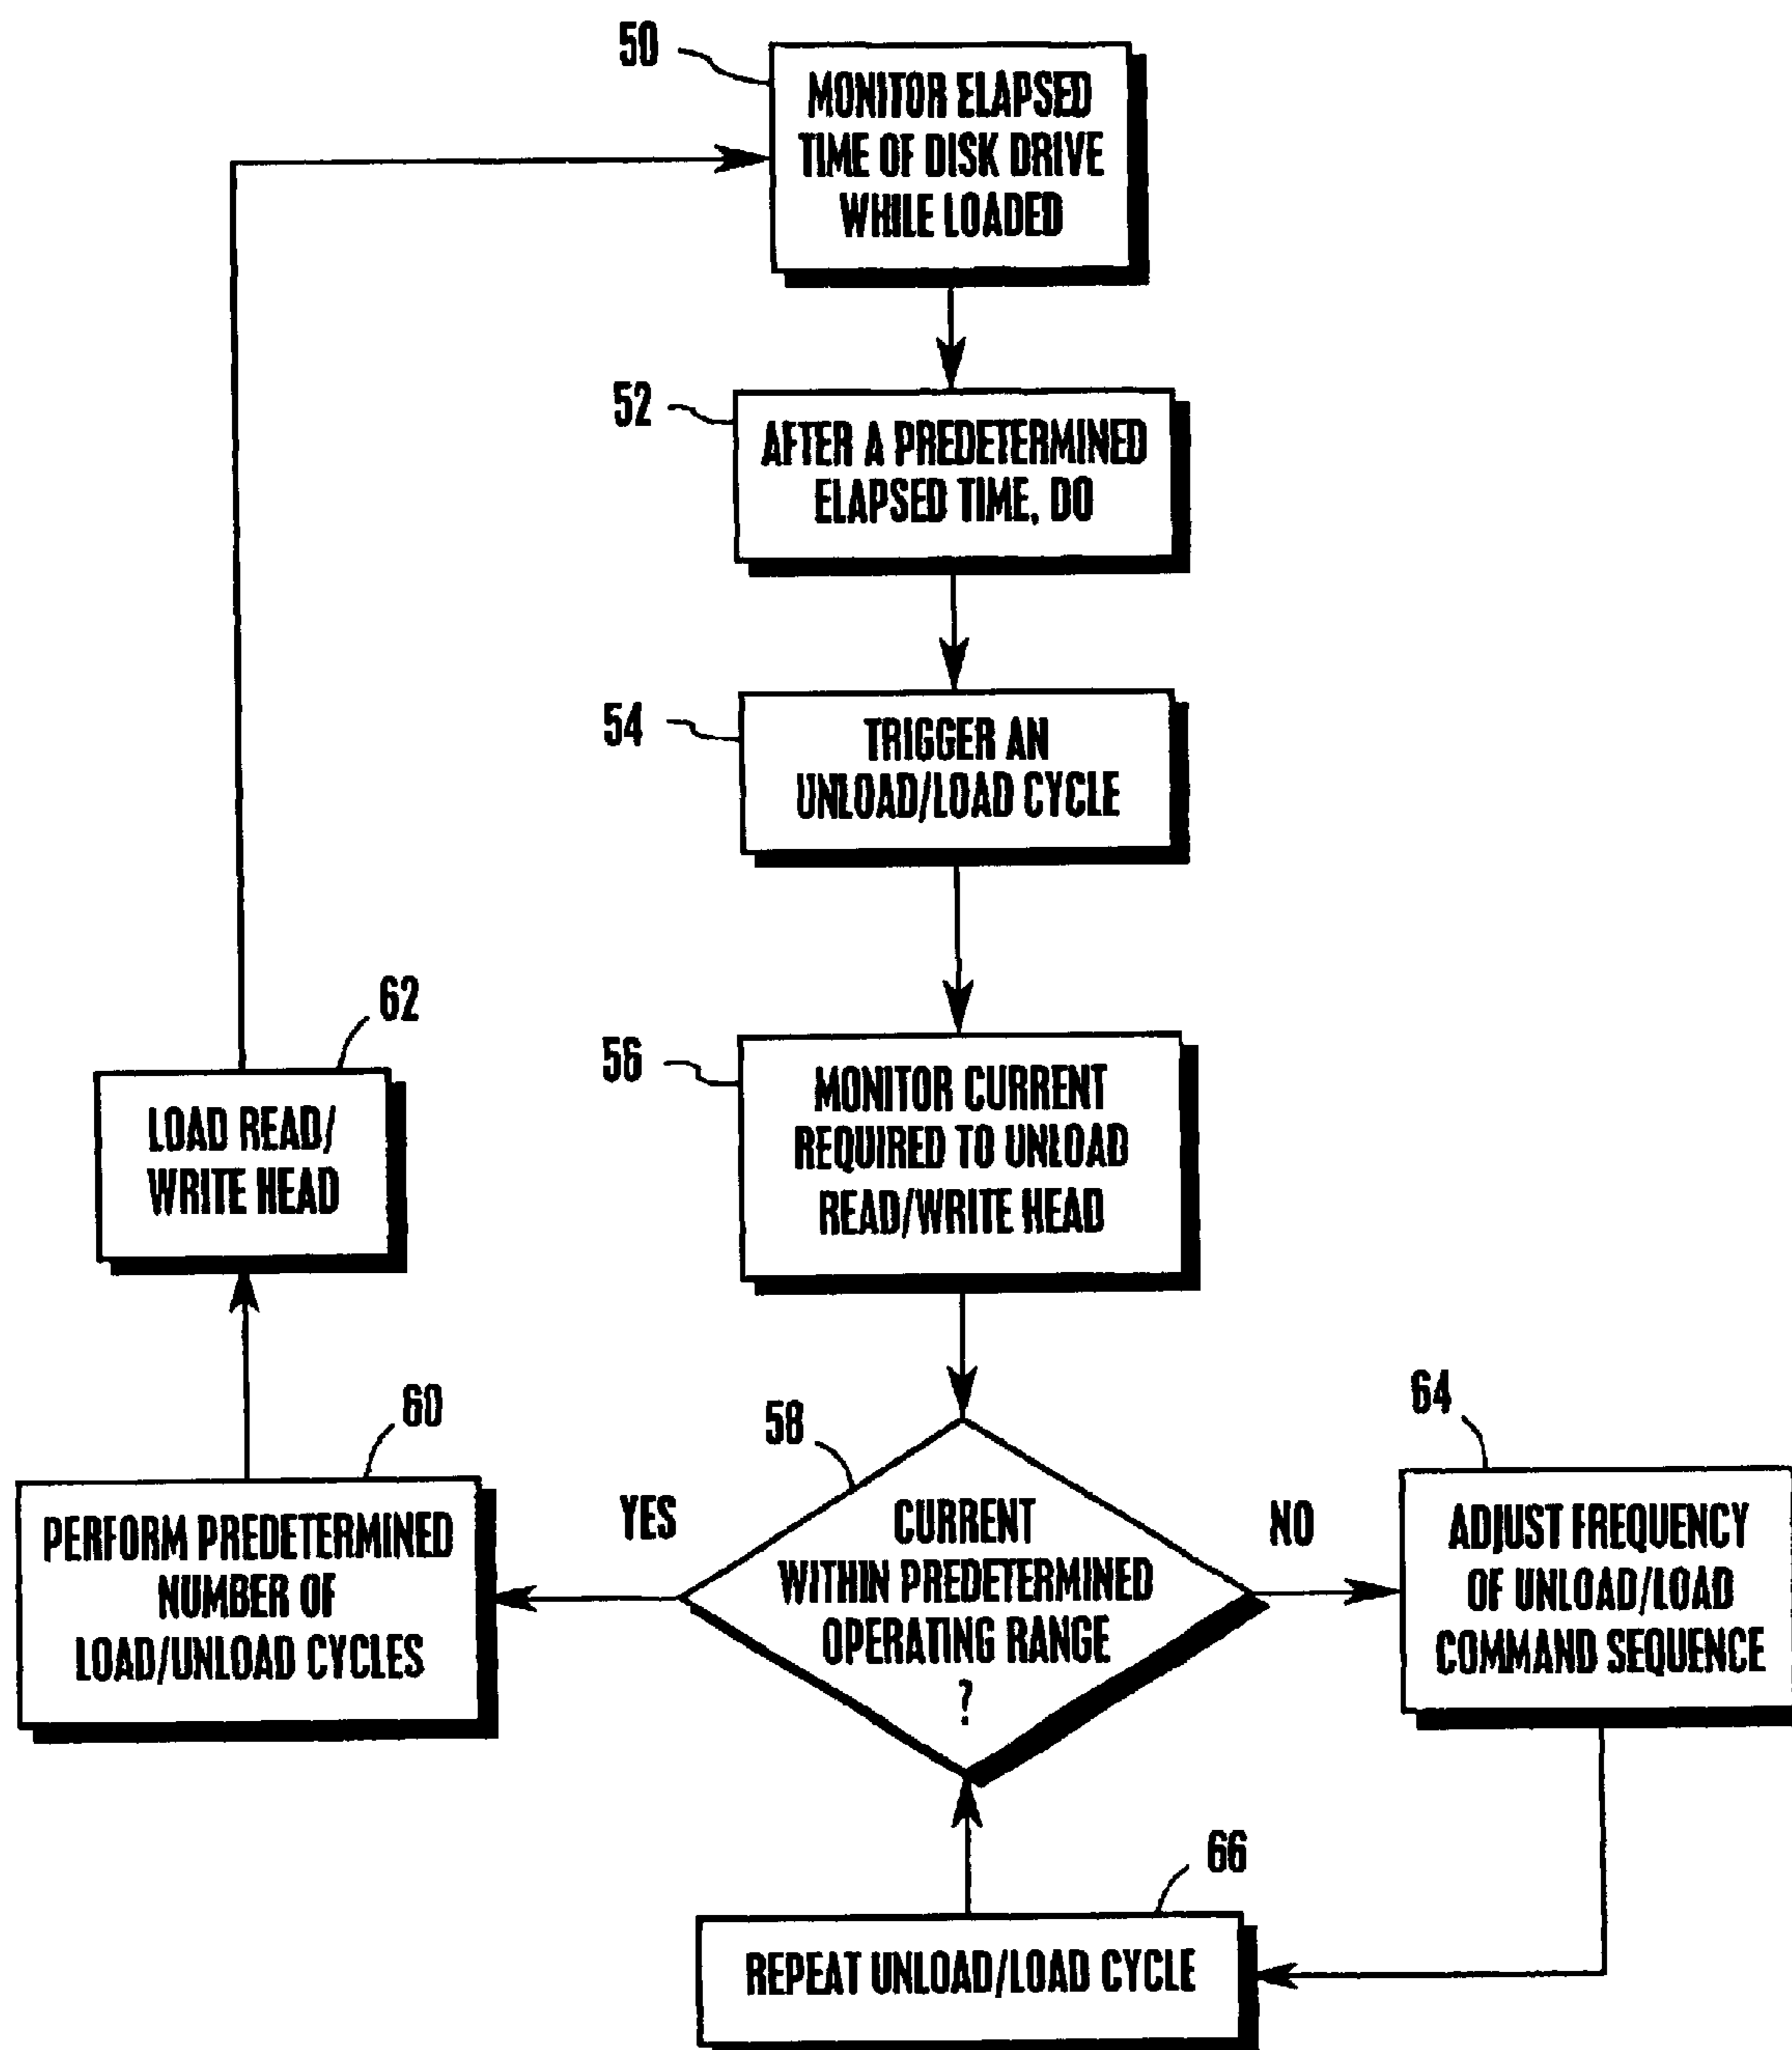 50
MONITOR ELAPSED
TIME OF DISK DRIVE
WHILE LOADED
52
AFTER A PREDETERMINED
ELAPSED TIME, DO
54
TRIGGER AN
UNLOAD/LOAD CYCLE
56
MONITOR CURRENT
REQUIRED TO UNLOAD
READ/WRITE HEAD
62
LOAD READ/
WRITE HEAD
60
PERFORM PREDETERMINED
NUMBER OF
LOAD/UNLOAD CYCLES
YES
58
CURRENT
WITHIN PREDETERMINED
OPERATING RANGE
?
NO
64
ADJUST FREQUENCY
OF UNLOAD/LOAD
COMMAND SEQUENCE
66
REPEAT UNLOAD/LOAD CYCLE